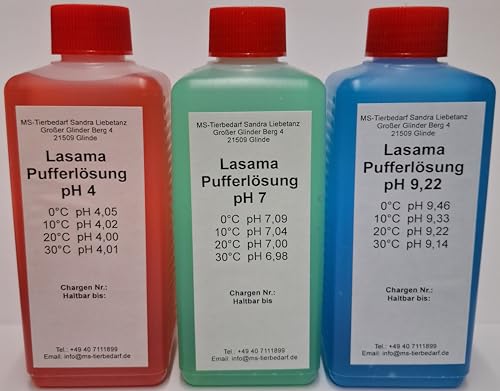 MS-Tierbedarf Sandra Liebetanz
Großer Glinder Berg 4
21509 Glinde
Lasama
Pufferlösung
pH 4
0°C pH 4,05
10°C pH 4,02
20°C pH 4,00
30°C pH 4,01
Chargen Nr.:
Haltbar bis:
Tel.: +49 40 7111899
Email: info@ms-tierbedarf.de
MS-Tierbedarf Sandra Liebetanz
Großer Glinder Berg 4
21509 Glinde
Lasama
Pufferlösung
pH 7
0°C pH 7,09
10°C pH 7,04
20°C pH 7,00
30°C pH 6,98
Chargen Nr.:
Haltbar bis:
Tel.: +49 40 7111899
Email: info@ms-tierbedarf.de
MS-Tierbedarf Sandra Liebetanz
Großer Glinder Berg 4
21509 Glinde
Lasama
Pufferlösung
pH 9,22
0°C pH 9,46
10°C pH 9,33
20°C pH 9,22
30°C pH 9,14
Chargen Nr.:
Haltbar bis:
Tel.: +49 40 7111899
Email: info@ms-tierbedarf.de